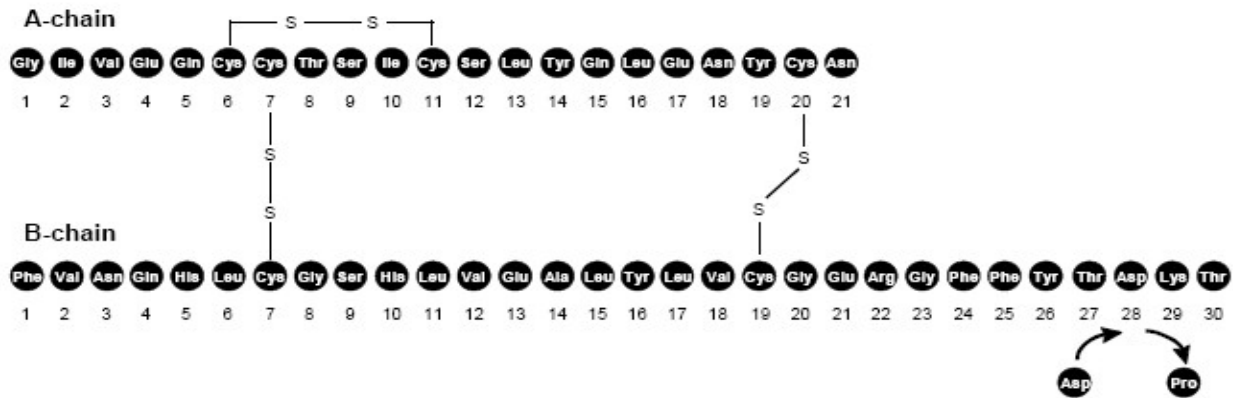 A-chain
S S
Gly Ile Val Glu Gln Cys Cys Thr Ser Ile Cys Ser Leu Tyr Gln Leu Glu Asn Tyr Cys Asn
1 2 3 4 5 6 7 8 9 10 11 12 13 14 15 16 17 18 19 20 21
S S
S S
B-chain
Phe Val Asn Gln His Leu Cys Gly Ser His Leu Val Glu Ala Leu Tyr Leu Val Cys Gly Glu Arg Gly Phe Phe Tyr Thr Asp Lys Thr
1 2 3 4 5 6 7 8 9 10 11 12 13 14 15 16 17 18 19 20 21 22 23 24 25 26 27 28 29 30
Asp Pro